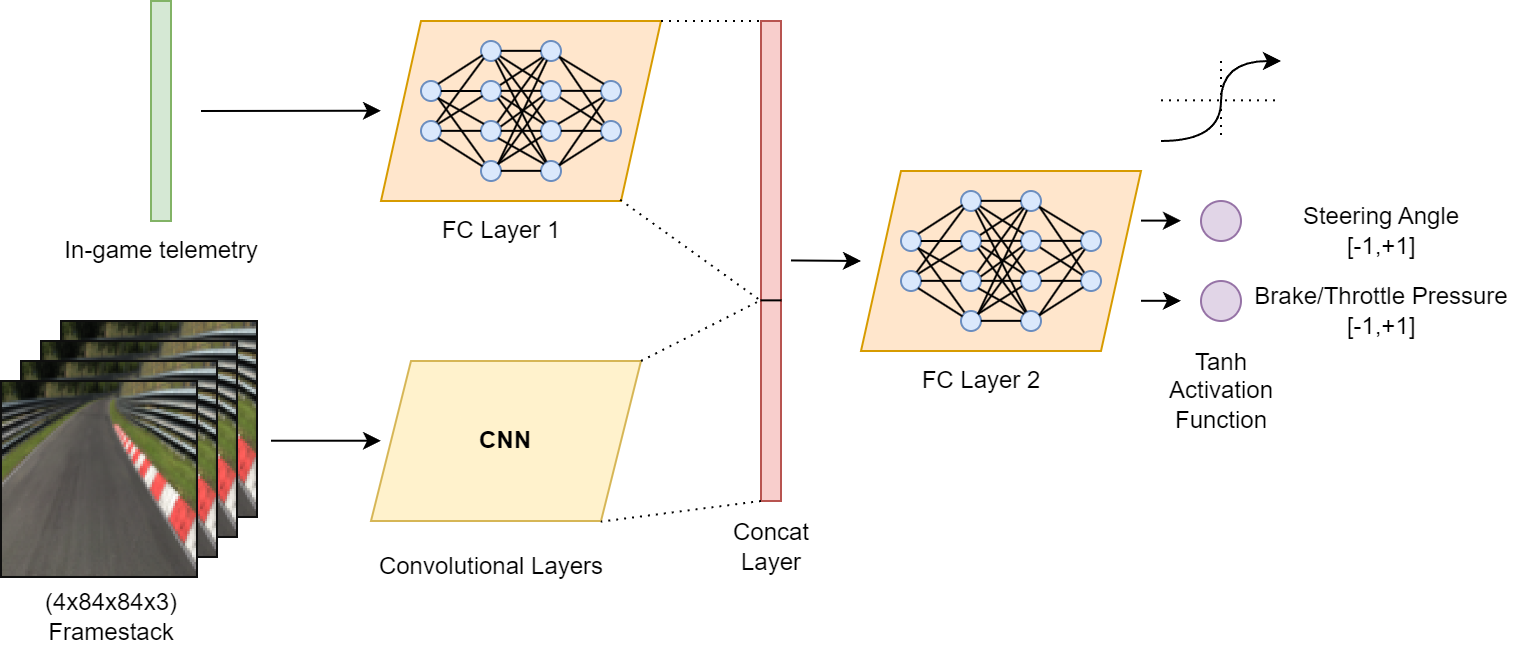 In-game telemetry
FC Layer 1
(4x84x84x3)
Framestack
CNN
Convolutional Layers
Concat
Layer
FC Layer 2
Steering Angle
[-1,+1]
Brake/Throttle Pressure
[-1,+1]
Tanh
Activation
Function